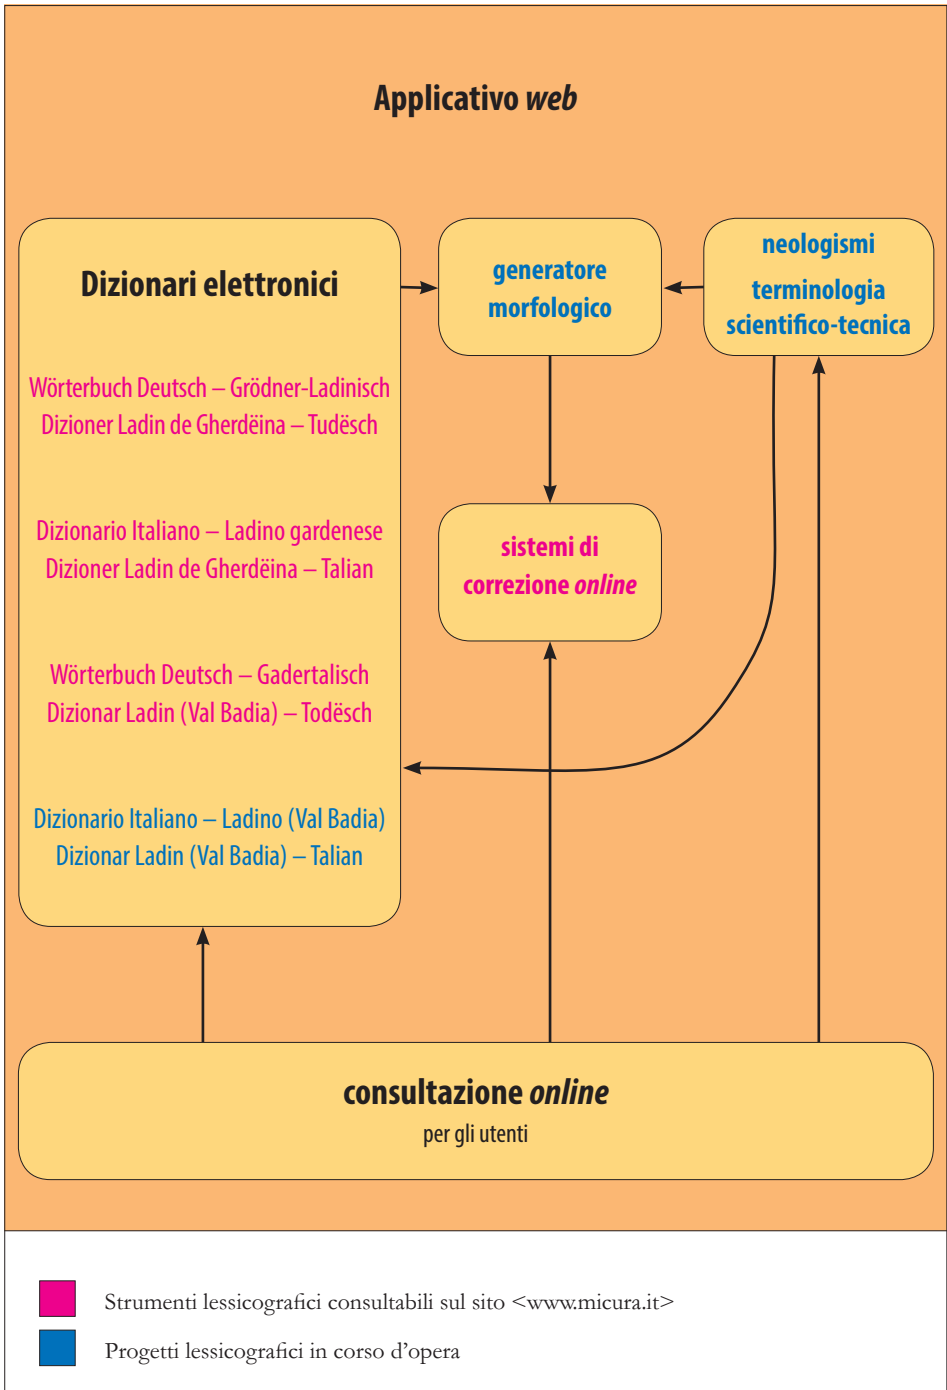 Applicativo web
Dizionari elettronici
Wörterbuch Deutsch – Grödner-Ladinisch
Dizioner Ladin de Gherdëina – Tudësch
Dizionario Italiano – Ladino gardenese
Dizioner Ladin de Gherdëina – Talian
Wörterbuch Deutsch – Gadertalisch
Dizionar Ladin (Val Badia) – Todësch
Dizionario Italiano – Ladino (Val Badia)
Dizionar Ladin (Val Badia) – Talian
generatore
morfologico
neologismi
terminologia
scientifico-tecnica
sistemi di
correzione online
consultazione online
per gli utenti
Strumenti lessicografici consultabili sul sito <www.micura.it>
Progetti lessicografici in corso d’opera